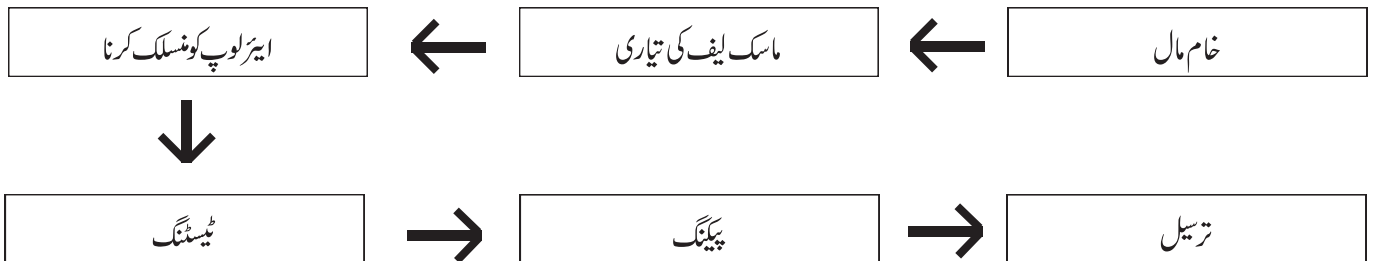 خام مال
ماسک لیف کی تیاری
ایئر لوپ کو منسلک کرنا
ٹیسٹنگ
پیکنگ
ترسیل